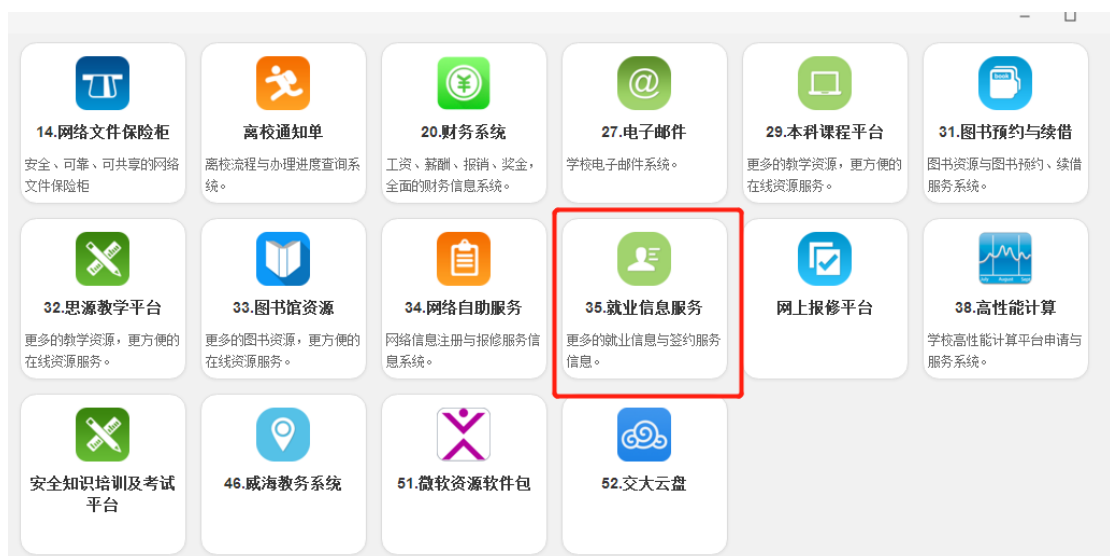 14.网络文件保险柜
离校通知单
20.财务系统
27.电子邮件
29.本科课程平台
31.图书预约与续借
安全、可靠、可共享的网络
文件保险柜
离校流程与办理进度查询系
统。
工资、薪酬、报销、奖金，
全面的财务信息系统。
学校电子邮件系统。
更多的教学资源，更方便的
在线资源服务。
图书资源与图书预约、续借
服务系统。
32.思源教学平台
33.图书馆资源
34.网络自助服务
35.就业信息服务
网上报修平台
38.高性能计算
更多的教学资源，更方便的
在线资源服务。
更多的图书资源，更方便的
在线资源服务。
网络信息注册与报修服务信
息系统。
更多的就业信息与签约服务
信息。
学校高性能计算平台申请与
服务系统。
安全知识培训及考试
平台
46.威海教务系统
51.微软资源软件包
52.交大云盘